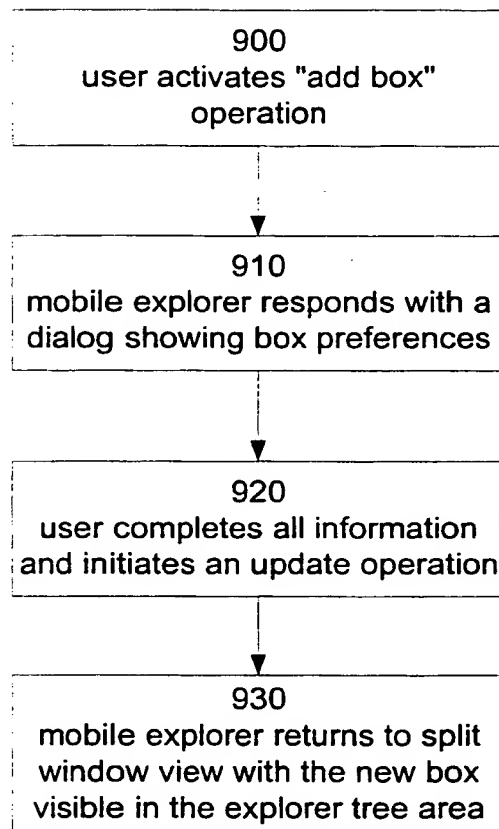 900
user activates "add box"
operation
910
mobile explorer responds with a
dialog showing box preferences
920
user completes all information
and initiates an update operation
930
mobile explorer returns to split
window view with the new box
visible in the explorer tree area